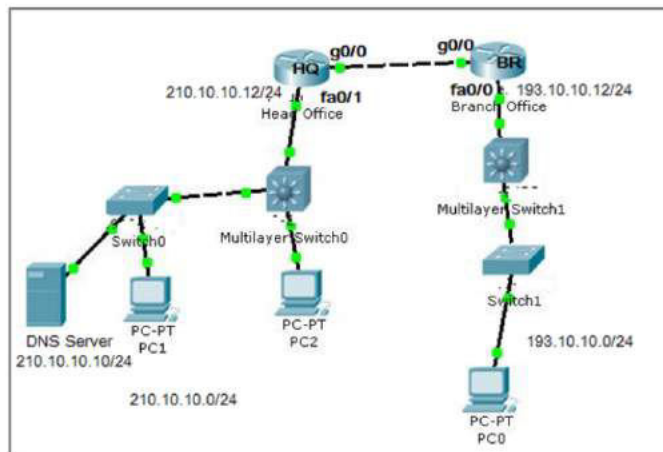 g0/0
g0/0
HQ
BR
210.10.10.12/24
fa0/1
fa0/0
193.10.10.12/24
Head Office
Branch Office
Switch0
Multilayer Switch0
Multilayer Switch1
Switch1
DNS Server
210.10.10.10/24
PC-PT
PC1
PC-PT
PC2
193.10.10.0/24
210.10.10.0/24
PC-PT
PC0